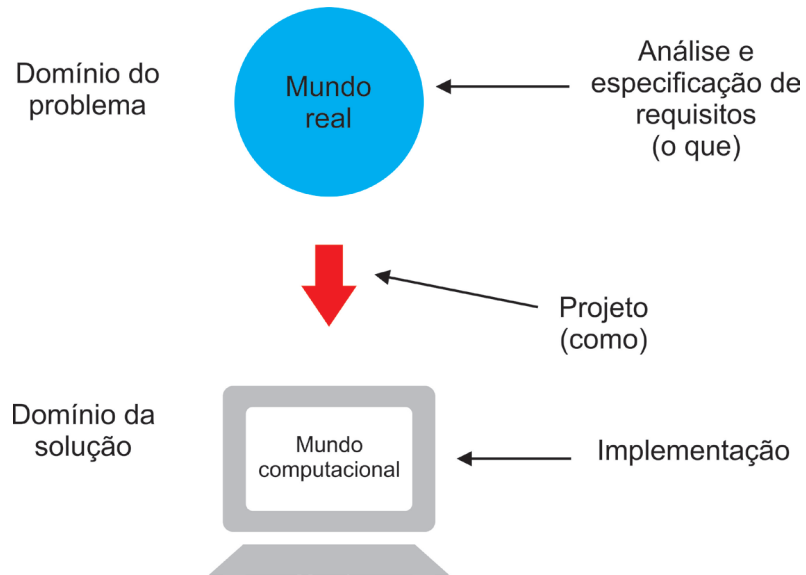 Domínio do
problema
Mundo
real
Análise e
especificação de
requisitos
(o que)
Projeto
(como)
Domínio da
solução
Mundo
computacional
Implementação